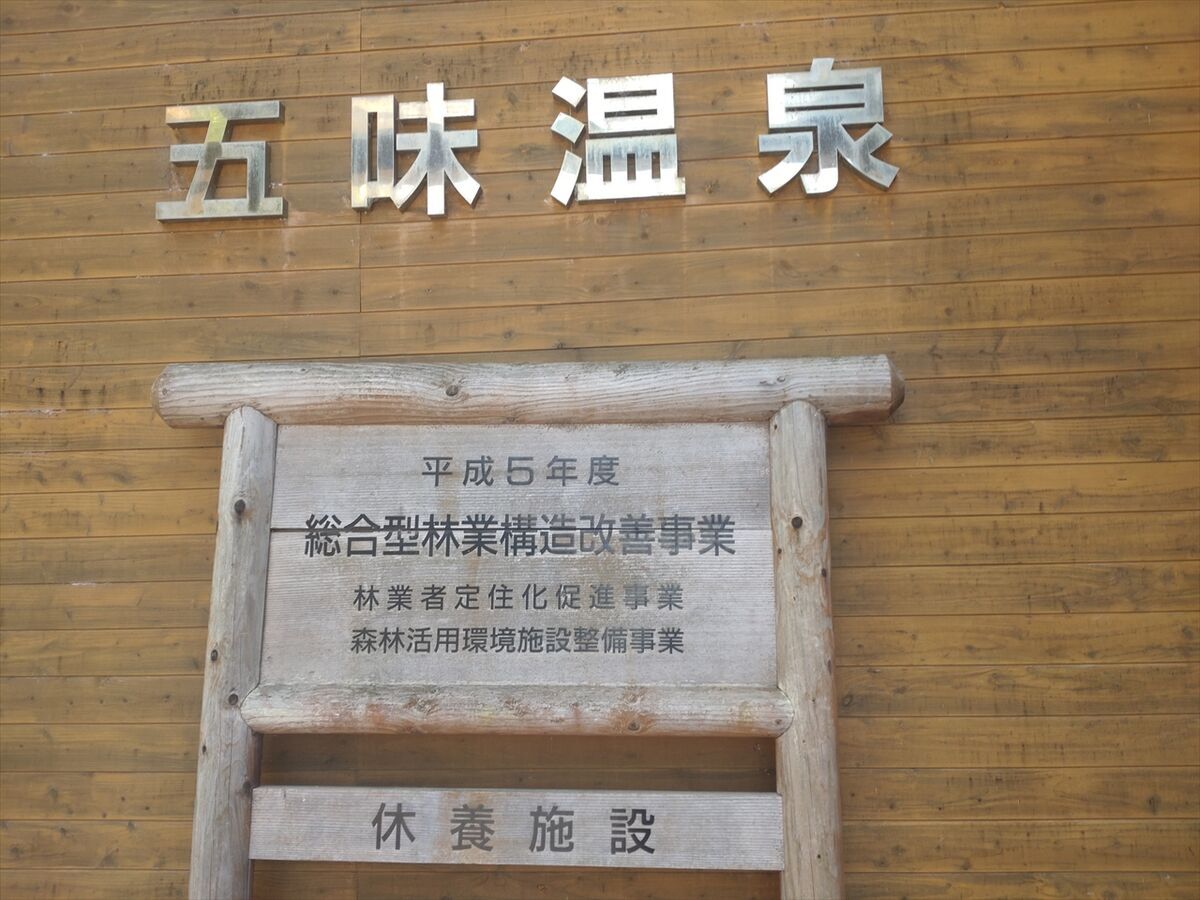 五味温泉
平成5年度
総合型林業構造改善事業
林業者定住化促進事業
森林活用環境施設整備事業
休養施設